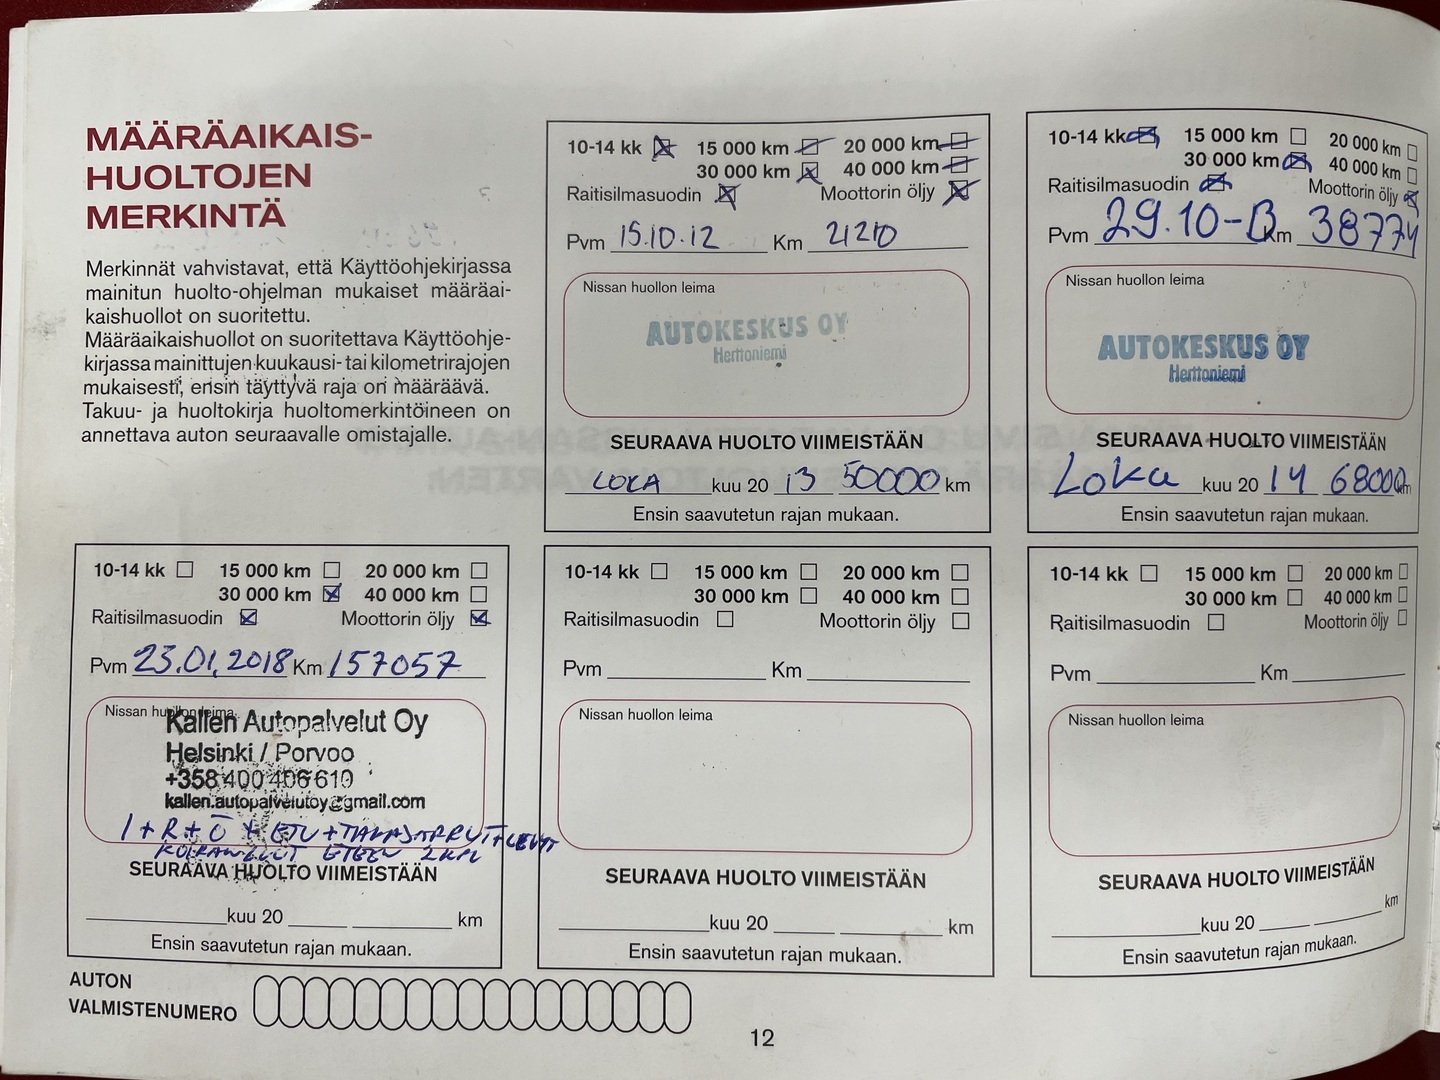 MÄÄRÄAIKAIS-
HUOLTOJEN
MERKINTÄ
Merkinnät vahvistavat, että Käyttöohjekirjassa
mainitun huolto-ohjelman mukaiset määräai-
kaishuollot on suoritettu.
Määräaikaishuollot on suoritettava Käyttöohje-
kirjassa mainittujen kuukausi- tai kilometrirajojen
mukaisesti, ensin täyttyvä raja on määräävä.
Takuu- ja huoltokirja huoltomerkintöineen on
annettava auton seuraavalle omistajalle.
10-14 kk 15 000 km 20 000 km
30 000 km 40 000 km
Raitisilmasuodin Moottorin öljy
Pvm 15.10.12 Km 21210
Nissan huollon leima
AUTOKESKUS OY
Herttoniemi
SEURAAVA HUOLTO VIIMEISTÄÄN
LOKA kuu 20 13 50000 km
Ensin saavutetun rajan mukaan.
10-14 kk 15 000 km 20 000 km
30 000 km 40 000 km
Raitisilmasuodin Moottorin öljy
Pvm 29.10-13 Km 38774
Nissan huollon leima
AUTOKESKUS OY
Herttoniemi
SEURAAVA HUOLTO VIIMEISTÄÄN
Loka kuu 20 14 68000 km
Ensin saavutetun rajan mukaan.
10-14 kk 15 000 km 20 000 km
30 000 km 40 000 km
Raitisilmasuodin Moottorin öljy
Pvm 23.01.2018 Km 157057
Nissan huollon leima
Kallen Autopalvelut Oy
Helsinki / Porvoo
+358 400 406 610
kallen.autopalvelutoy@gmail.com
1+R+Ö + ETU+TAKAJARRUT+LEVYT
ETEEN 2KPL
SEURAAVA HUOLTO VIIMEISTÄÄN
kuu 20 km
Ensin saavutetun rajan mukaan.
10-14 kk 15 000 km 20 000 km
30 000 km 40 000 km
Raitisilmasuodin Moottorin öljy
Pvm Km
Nissan huollon leima
SEURAAVA HUOLTO VIIMEISTÄÄN
kuu 20 km
Ensin saavutetun rajan mukaan.
10-14 kk 15 000 km 20 000 km
30 000 km 40 000 km
Raitisilmasuodin Moottorin öljy
Pvm Km
Nissan huollon leima
SEURAAVA HUOLTO VIIMEISTÄÄN
kuu 20 km
Ensin saavutetun rajan mukaan.
AUTON
VALMISTENUMERO
12